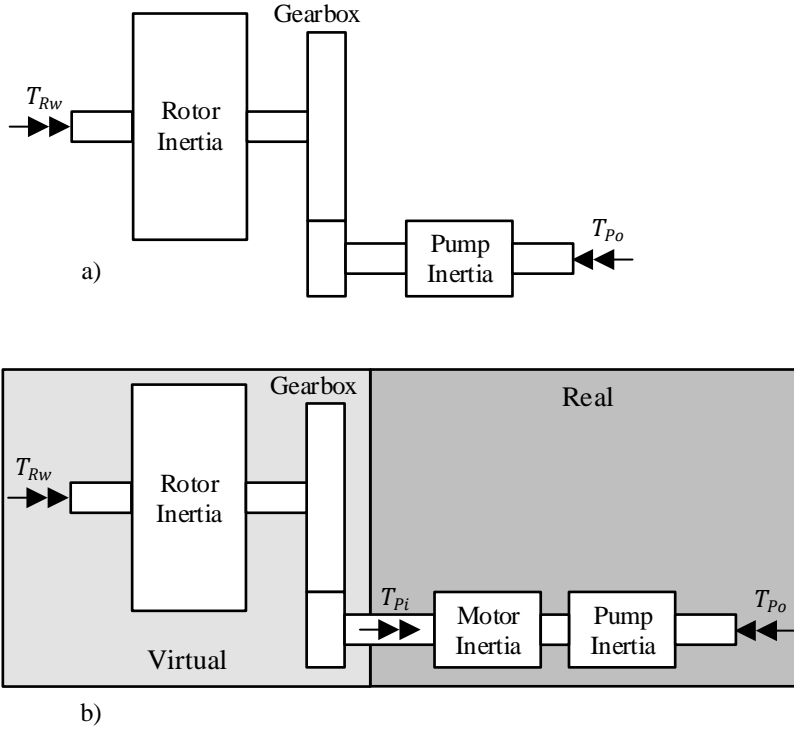 Gearbox
T_Rw
Rotor
Inertia
Pump
Inertia
T_Po
a)
Gearbox
Real
T_Rw
Rotor
Inertia
T_Pi
Motor
Inertia
Pump
Inertia
T_Po
Virtual
b)